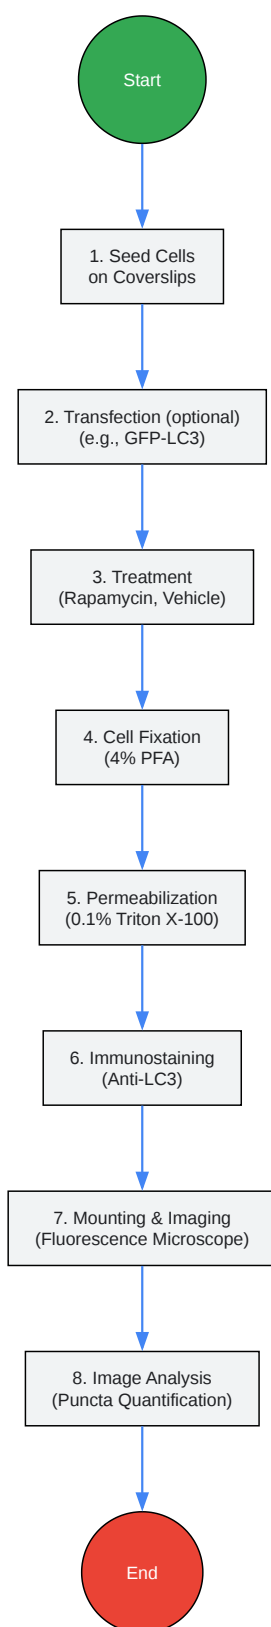 Start
1. Seed Cells
on Coverslips
2. Transfection (optional)
(e.g., GFP-LC3)
3. Treatment
(Rapamycin, Vehicle)
4. Cell Fixation
(4% PFA)
5. Permeabilization
(0.1% Triton X-100)
6. Immunostaining
(Anti-LC3)
7. Mounting & Imaging
(Fluorescence Microscope)
8. Image Analysis
(Puncta Quantification)
End